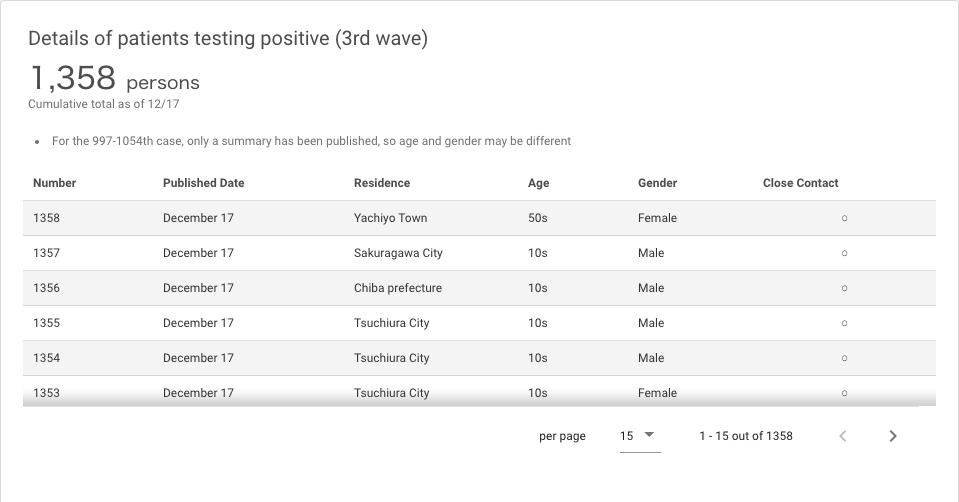 Details of patients testing positive (3rd wave)
1,358 persons
Cumulative total as of 12/17
• For the 997-1054th case, only a summary has been published, so age and gender may be different
Number Published Date Residence Age Gender Close Contact
1358 December 17 Yachiyo Town 50s Female ○
1357 December 17 Sakuragawa City 10s Male ○
1356 December 17 Chiba prefecture 10s Male ○
1355 December 17 Tsuchiura City 10s Male ○
1354 December 17 Tsuchiura City 10s Male ○
1353 December 17 Tsuchiura City 10s Female ○
per page 15 1 - 15 out of 1358